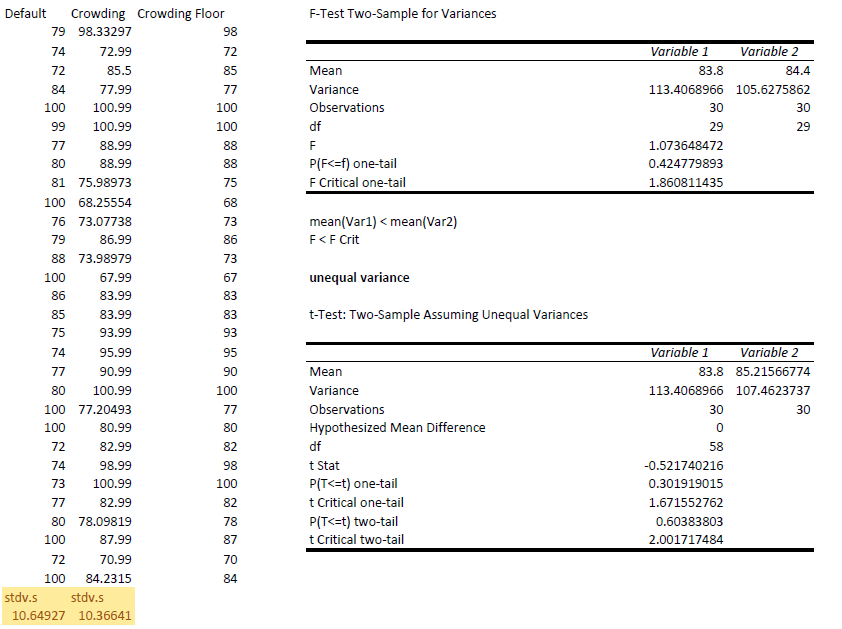 Default Crowding Crowding Floor F-Test Two-Sample for Variances
79 98.33297 98
74 72.99 72 Variable 1 Variable 2
72 85.5 85 Mean 83.8 84.4
84 77.99 77 Variance 113.4068966 105.6275862
100 100.99 100 Observations 30 30
99 100.99 100 df 29 29
77 88.99 88 F 1.073648472
80 88.99 88 P(F<=f) one-tail 0.424779893
81 75.98973 75 F Critical one-tail 1.860811435
100 68.25554 68
76 73.07738 73 mean(Var1) < mean(Var2)
79 86.99 86 F < F Crit
88 73.98979 73
100 67.99 67 unequal variance
86 83.99 83
85 83.99 83 t-Test: Two-Sample Assuming Unequal Variances
75 93.99 93
74 95.99 95 Variable 1 Variable 2
77 90.99 90 Mean 83.8 85.21566774
80 100.99 100 Variance 113.4068966 107.4623737
100 77.20493 77 Observations 30 30
100 80.99 80 Hypothesized Mean Difference 0
72 82.99 82 df 58
74 98.99 98 t Stat -0.521740216
73 100.99 100 P(T<=t) one-tail 0.301919015
77 82.99 82 t Critical one-tail 1.671552762
80 78.09819 78 P(T<=t) two-tail 0.60383803
100 87.99 87 t Critical two-tail 2.001717484
72 70.99 70
100 84.2315 84
stdv.s stdv.s
10.64927 10.36641